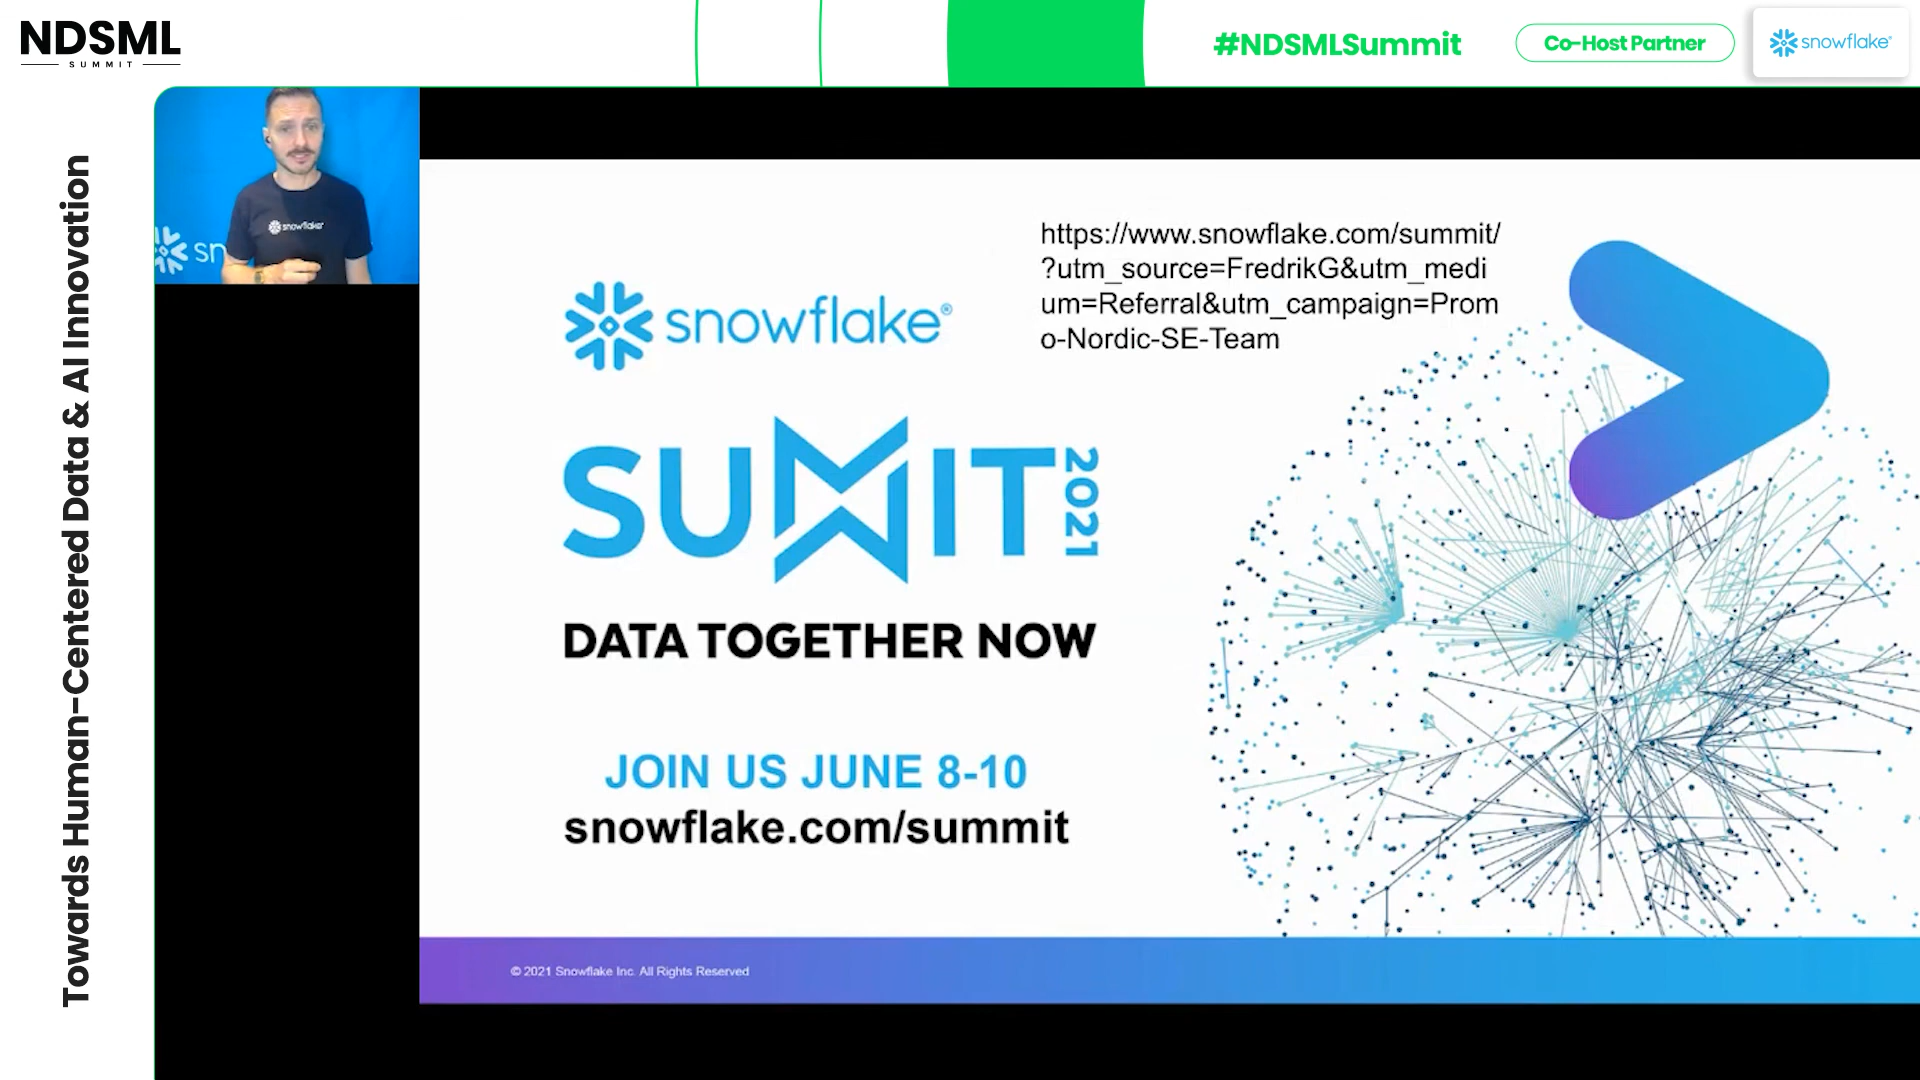 NDSML
SUMMIT
#NDSMLSummit
Co-Host Partner
snowflake®
Towards Human-Centered Data & AI Innovation
snowflake
sn
https://www.snowflake.com/summit/
?utm_source=FredrikG&utm_medi
um=Referral&utm_campaign=Prom
o-Nordic-SE-Team
snowflake®
SUMMIT 2021
DATA TOGETHER NOW
JOIN US JUNE 8-10
snowflake.com/summit
© 2021 Snowflake Inc. All Rights Reserved